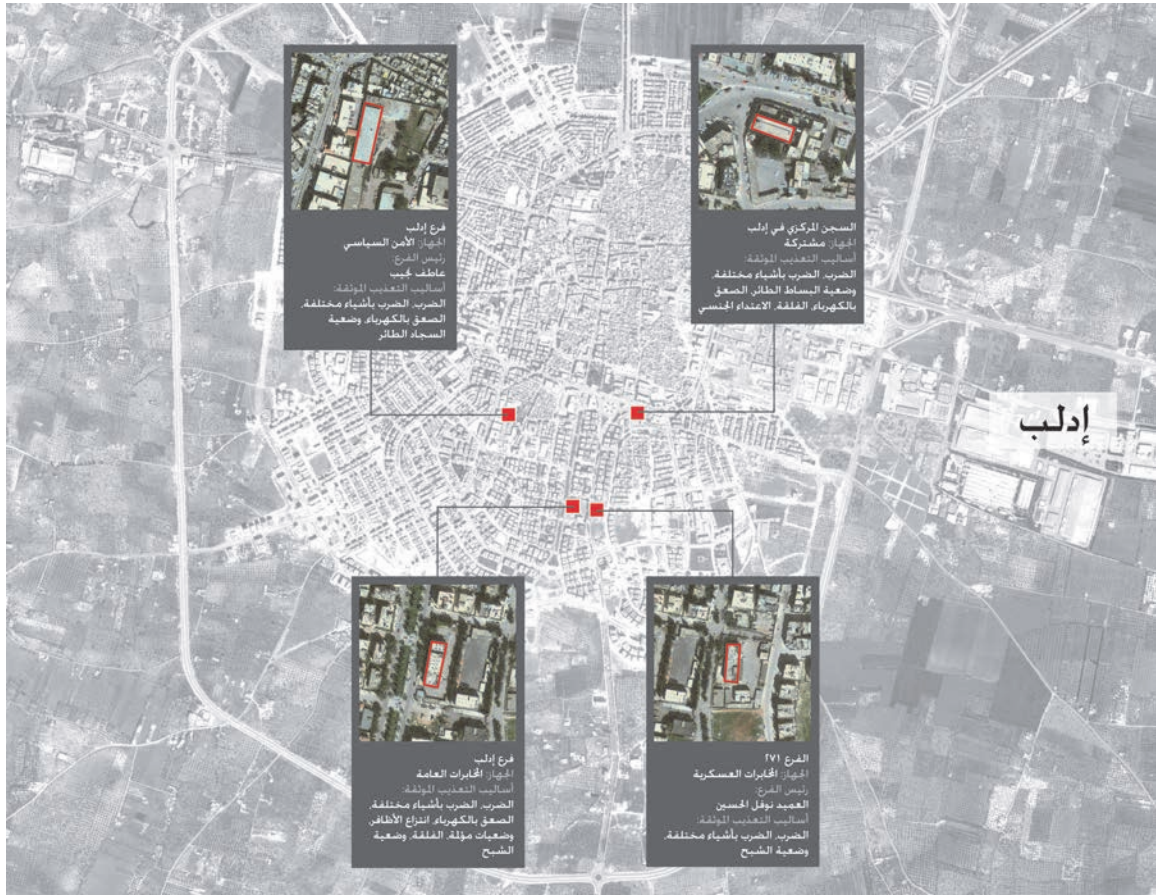 السجن المركزي في إدلب
الجهاز: مشتركة
أساليب التعذيب الموثقة:
الضرب، الضرب بأشياء مختلفة،
وضعية البساط الطائر، الصعق
بالكهرباء، الفلقة، الاعتداء الجنسي
فرع إدلب
الجهاز: الأمن السياسي
رئيس الفرع:
عاطف نجيب
أساليب التعذيب الموثقة:
الضرب، الضرب بأشياء مختلفة،
الصعق بالكهرباء، وضعية
السجاد الطائر
إدلب
الفرع ٢٧١
الجهاز: المخابرات العسكرية
رئيس الفرع:
العميد نوفل الحسين
أساليب التعذيب الموثقة:
الضرب، الضرب بأشياء مختلفة،
وضعية الشبح
فرع إدلب
الجهاز: المخابرات العامة
أساليب التعذيب الموثقة:
الضرب، الضرب بأشياء مختلفة،
الصعق بالكهرباء، انتزاع الأظافر،
وضعيات مؤلمة، الفلقة، وضعية
الشبح